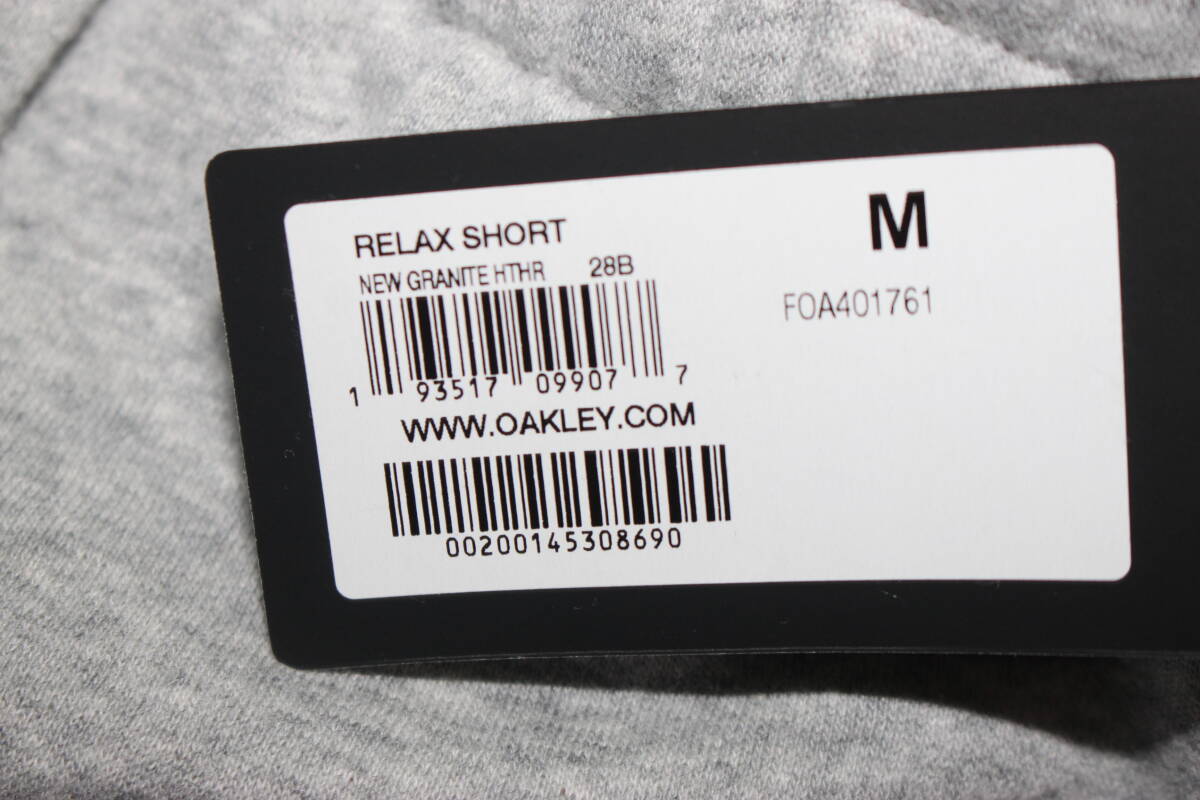 RELAX SHORT
M
NEW GRANITE HTHR 28B
FOA401761
1 93517 09907 7
WWW.OAKLEY.COM
00200145308690